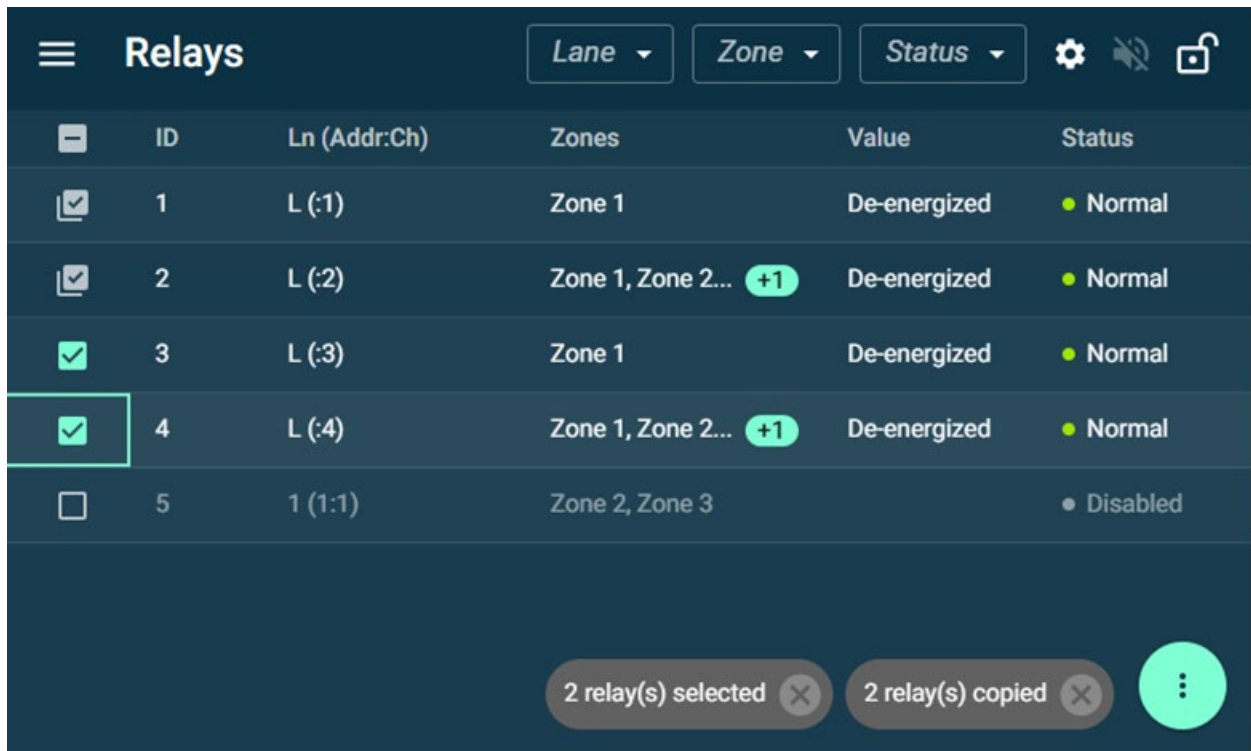 Relays Lane Zone Status
ID Ln (Addr:Ch) Zones Value Status
1 L (:1) Zone 1 De-energized Normal
2 L (:2) Zone 1, Zone 2... +1 De-energized Normal
3 L (:3) Zone 1 De-energized Normal
4 L (:4) Zone 1, Zone 2... +1 De-energized Normal
5 1 (1:1) Zone 2, Zone 3 Disabled
2 relay(s) selected 2 relay(s) copied